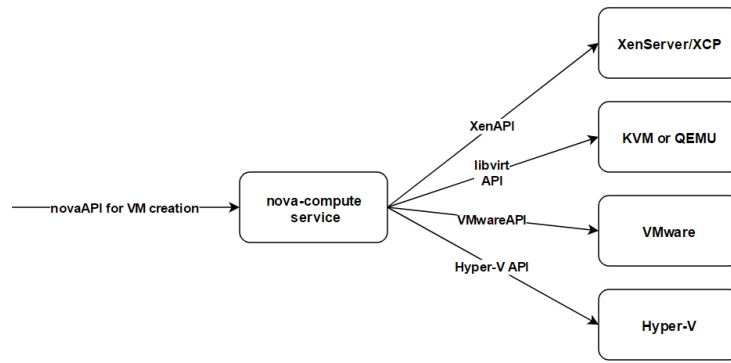 XenServer/XCP
XenAPI
KVM or QEMU
libvirt
API
novaAPI for VM creation
nova-compute
service
VMwareAPI
VMware
Hyper-V API
Hyper-V